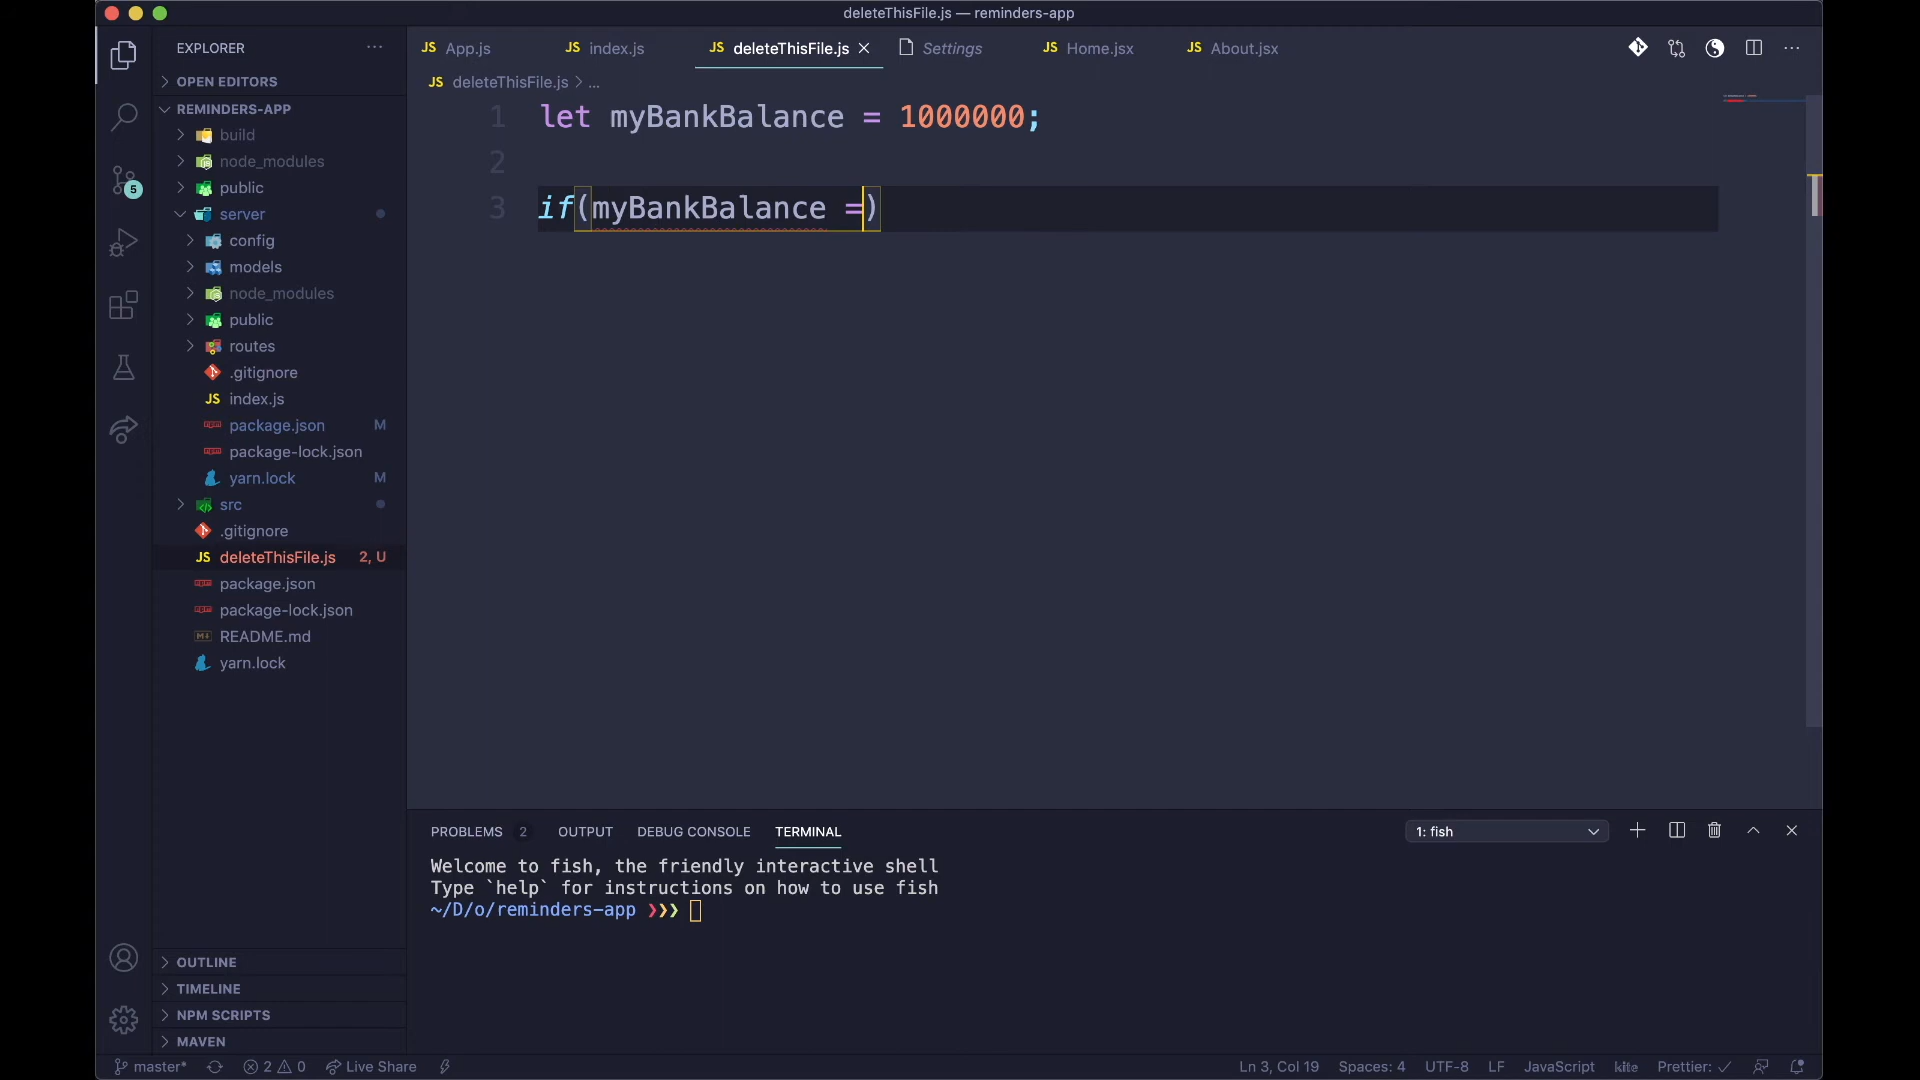 deleteThisFile.js — reminders-app
EXPLORER ···
JS App.js JS index.js JS deleteThisFile.js Settings JS Home.jsx JS About.jsx ···
OPEN EDITORS
JS deleteThisFile.js > ...
REMINDERS-APP
1 let myBankBalance = 1000000;
build
2
node_modules
public
3 if(myBankBalance =)
5
server
config
models
node_modules
public
routes
.gitignore
JS index.js
package.json M
package-lock.json
yarn.lock M
src
.gitignore
JS deleteThisFile.js 2, U
package.json
package-lock.json
README.md
yarn.lock
PROBLEMS 2 OUTPUT DEBUG CONSOLE TERMINAL 1: fish
Welcome to fish, the friendly interactive shell
Type `help` for instructions on how to use fish
~/D/o/reminders-app ❯❯❯
OUTLINE
TIMELINE
NPM SCRIPTS
MAVEN
master* 2 0 Live Share Ln 3, Col 19 Spaces: 4 UTF-8 LF JavaScript kite Prettier: ✓